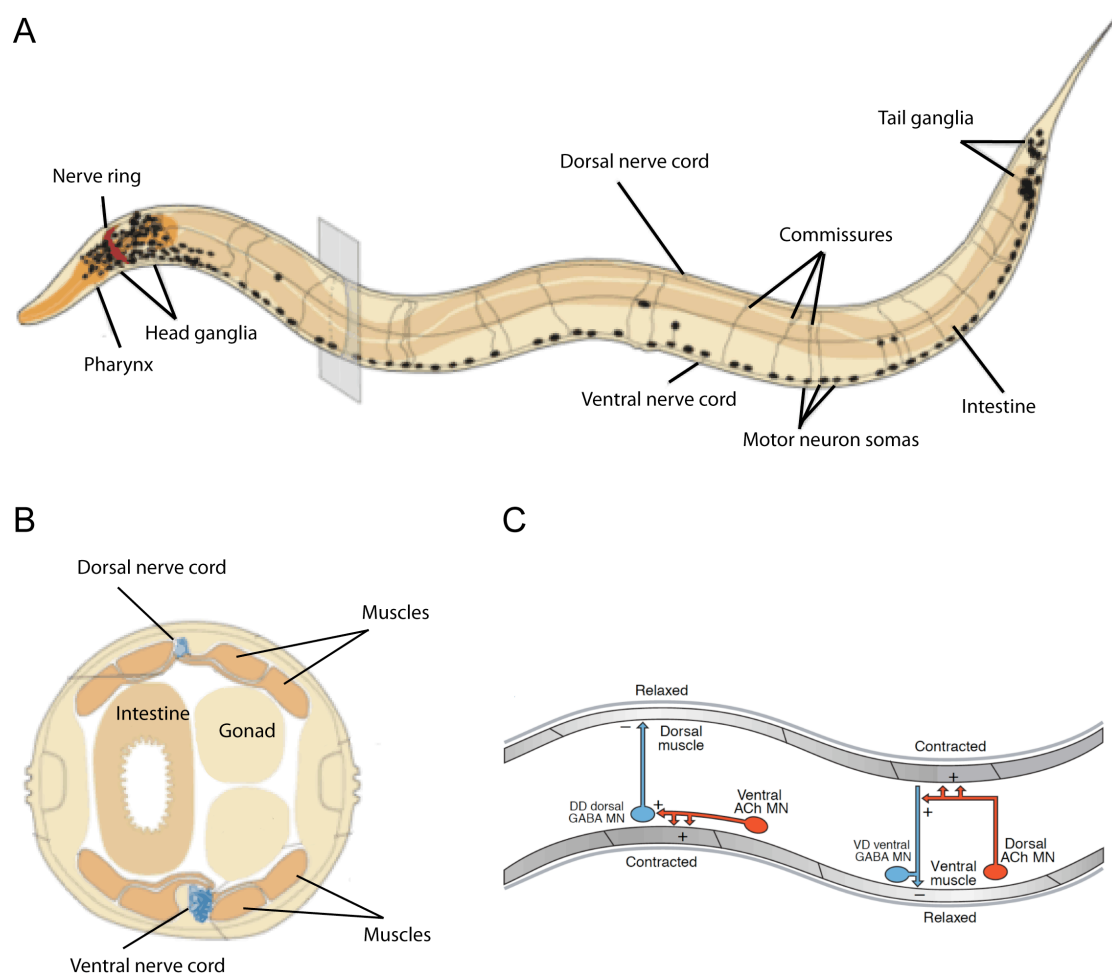 A
Tail ganglia
Dorsal nerve cord
Nerve ring
Commissures
Head ganglia
Pharynx
Ventral nerve cord
Intestine
Motor neuron somas
B
Dorsal nerve cord
Muscles
Intestine
Gonad
Muscles
Ventral nerve cord
C
Relaxed
−
Dorsal
muscle
Contracted
+
DD dorsal
GABA MN
+
Ventral
ACh MN
+
Contracted
+
VD ventral
GABA MN
Ventral
muscle
Dorsal
ACh MN
−
Relaxed